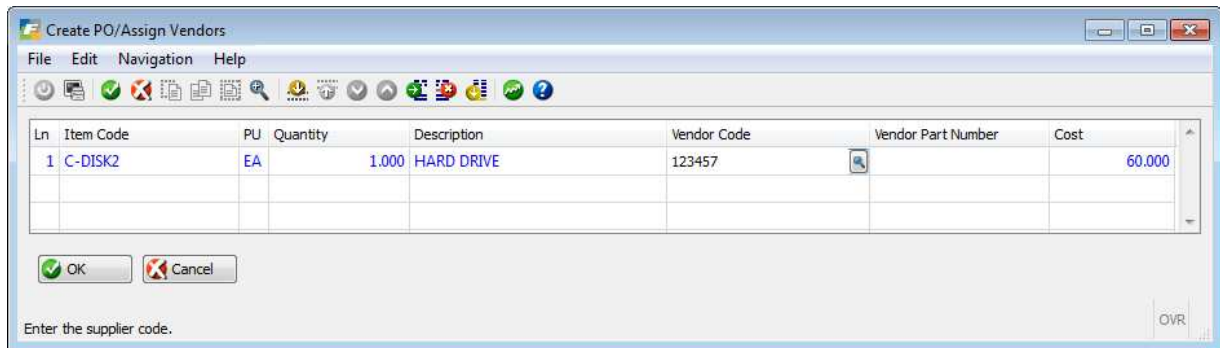 Create PO/Assign Vendors
File Edit Navigation Help
Ln Item Code PU Quantity Description Vendor Code Vendor Part Number Cost
1 C-DISK2 EA 1.000 HARD DRIVE 123457 60.000
OK Cancel
Enter the supplier code.
OVR